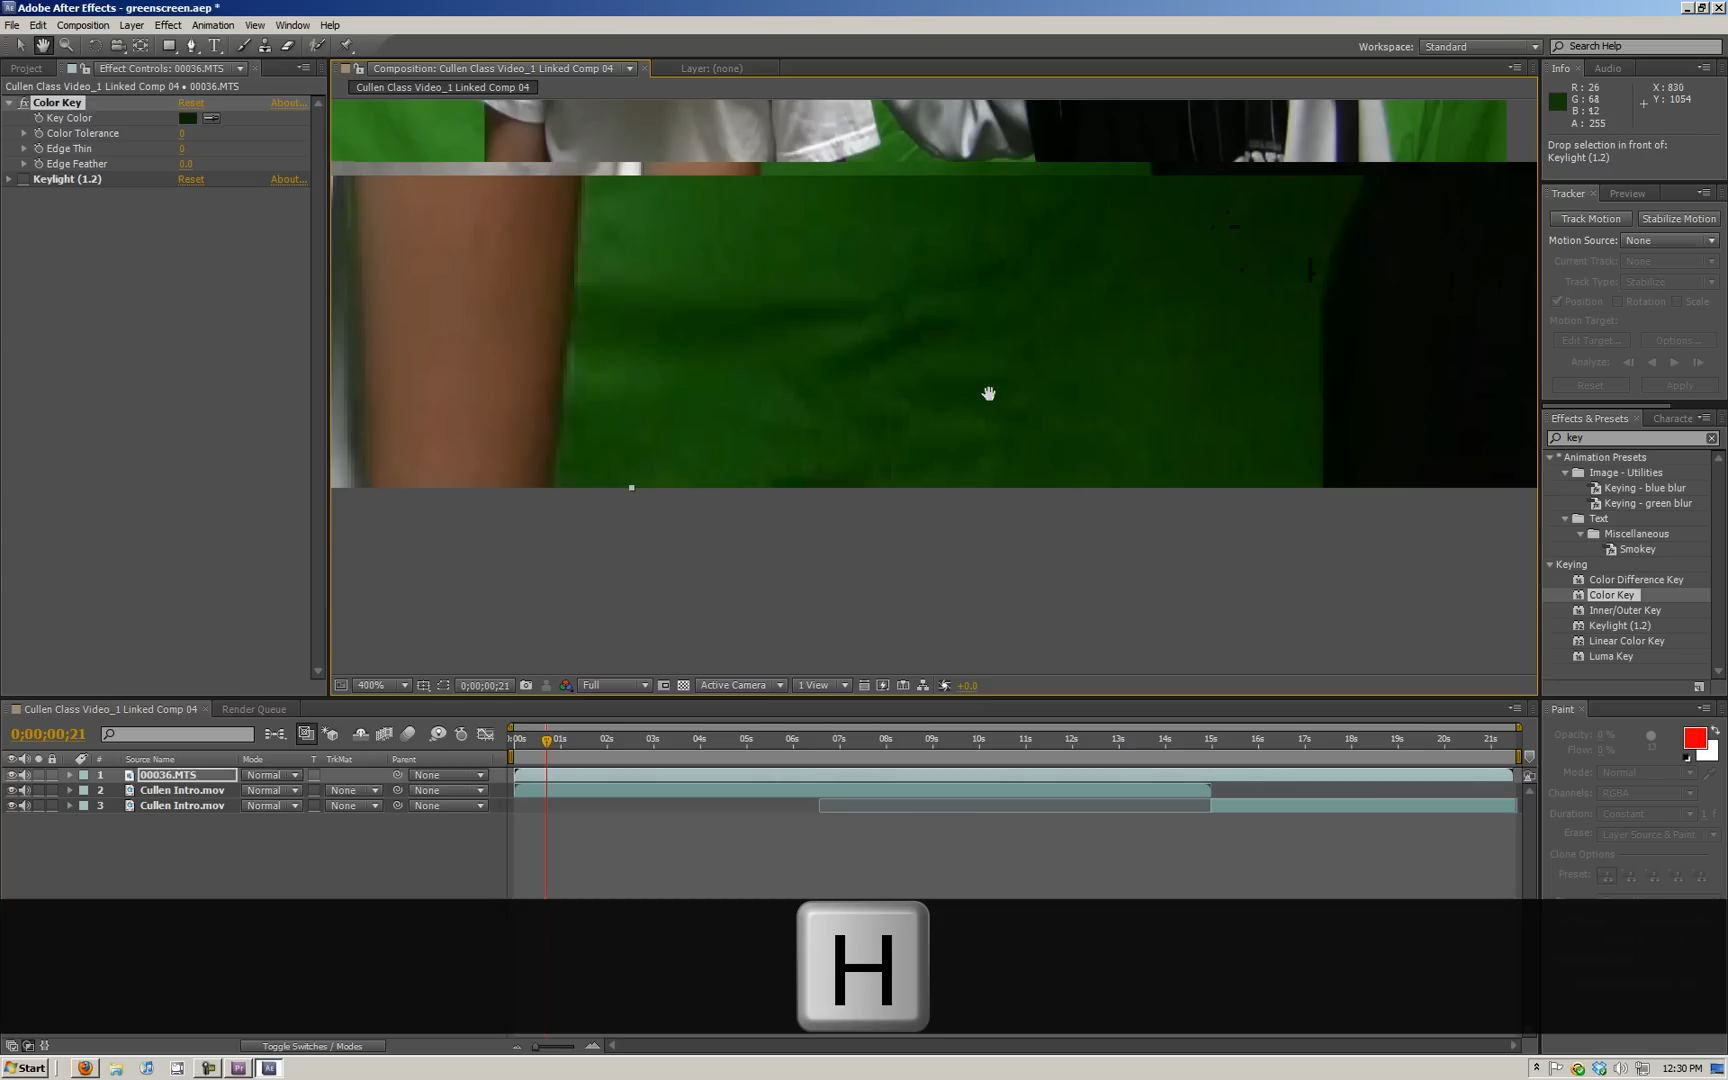 Adobe After Effects - greenscreen.aep *
File Edit Composition Layer Effect Animation View Window Help
Workspace: Standard Search Help
Project Effect Controls: 00036.MTS
Cullen Class Video_1 Linked Comp 04 • 00036.MTS
Color Key Reset About...
Key Color
Color Tolerance 0
Edge Thin 0
Edge Feather 0.0
Keylight (1.2) Reset About...
Composition: Cullen Class Video_1 Linked Comp 04 Layer: (none)
Cullen Class Video_1 Linked Comp 04
400% 0;00;00;21 Full Active Camera 1 View +0.0
Info Audio
R: 26 X: 830
G: 68 Y: 1054
B: 12
A: 255
Drop selection in front of:
Keylight (1.2)
Tracker Preview
Track Motion Stabilize Motion
Motion Source: None
Current Track: None
Track Type: Stabilize
Position Rotation Scale
Motion Target:
Edit Target... Options...
Analyze:
Reset Apply
Effects & Presets Characte
key
* Animation Presets
Image - Utilities
Keying - blue blur
Keying - green blur
Text
Miscellaneous
Smokey
Keying
Color Difference Key
Color Key
Inner/Outer Key
Keylight (1.2)
Linear Color Key
Luma Key
Cullen Class Video_1 Linked Comp 04 Render Queue
0;00;00;21
:00s 01s 02s 03s 04s 05s 06s 07s 08s 09s 10s 11s 12s 13s 14s 15s 16s 17s 18s 19s 20s 21s
# Source Name Mode T TrkMat Parent
1 00036.MTS Normal None
2 Cullen Intro.mov Normal None None
3 Cullen Intro.mov Normal None None
Paint
Opacity: 0 %
Flow: 0 %
13
Mode: Normal
Channels: RGBA
Duration: Constant 1 f
Erase: Layer Source & Paint
Clone Options
Preset:
H
Toggle Switches / Modes
Start Pr AE 12:30 PM